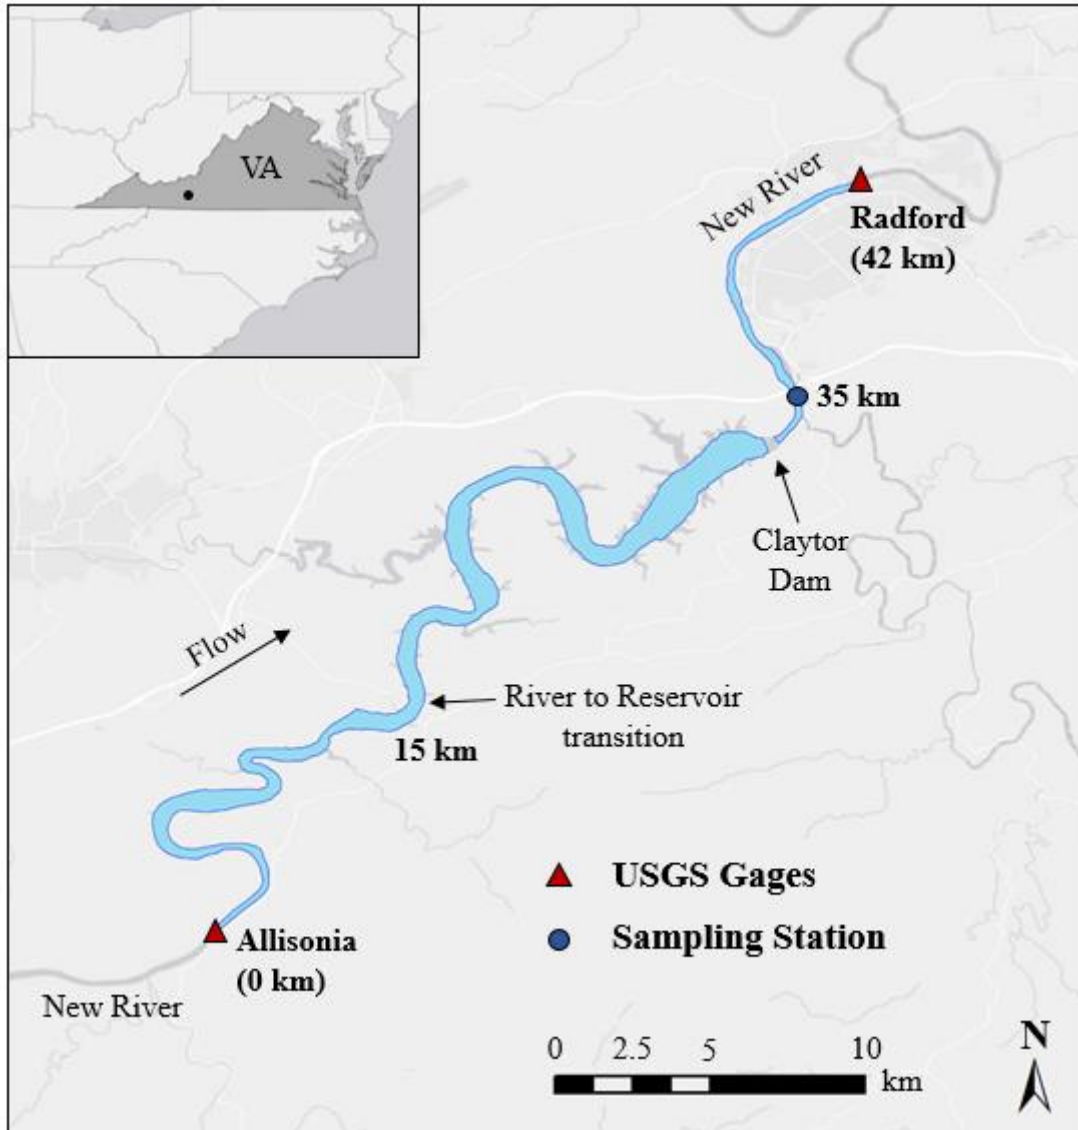 VA
New River
Radford
(42 km)
35 km
Claytor
Dam
Flow
River to Reservoir
transition
15 km
USGS Gages
Sampling Station
Allisonia
(0 km)
New River
0 2.5 5 10
km
N